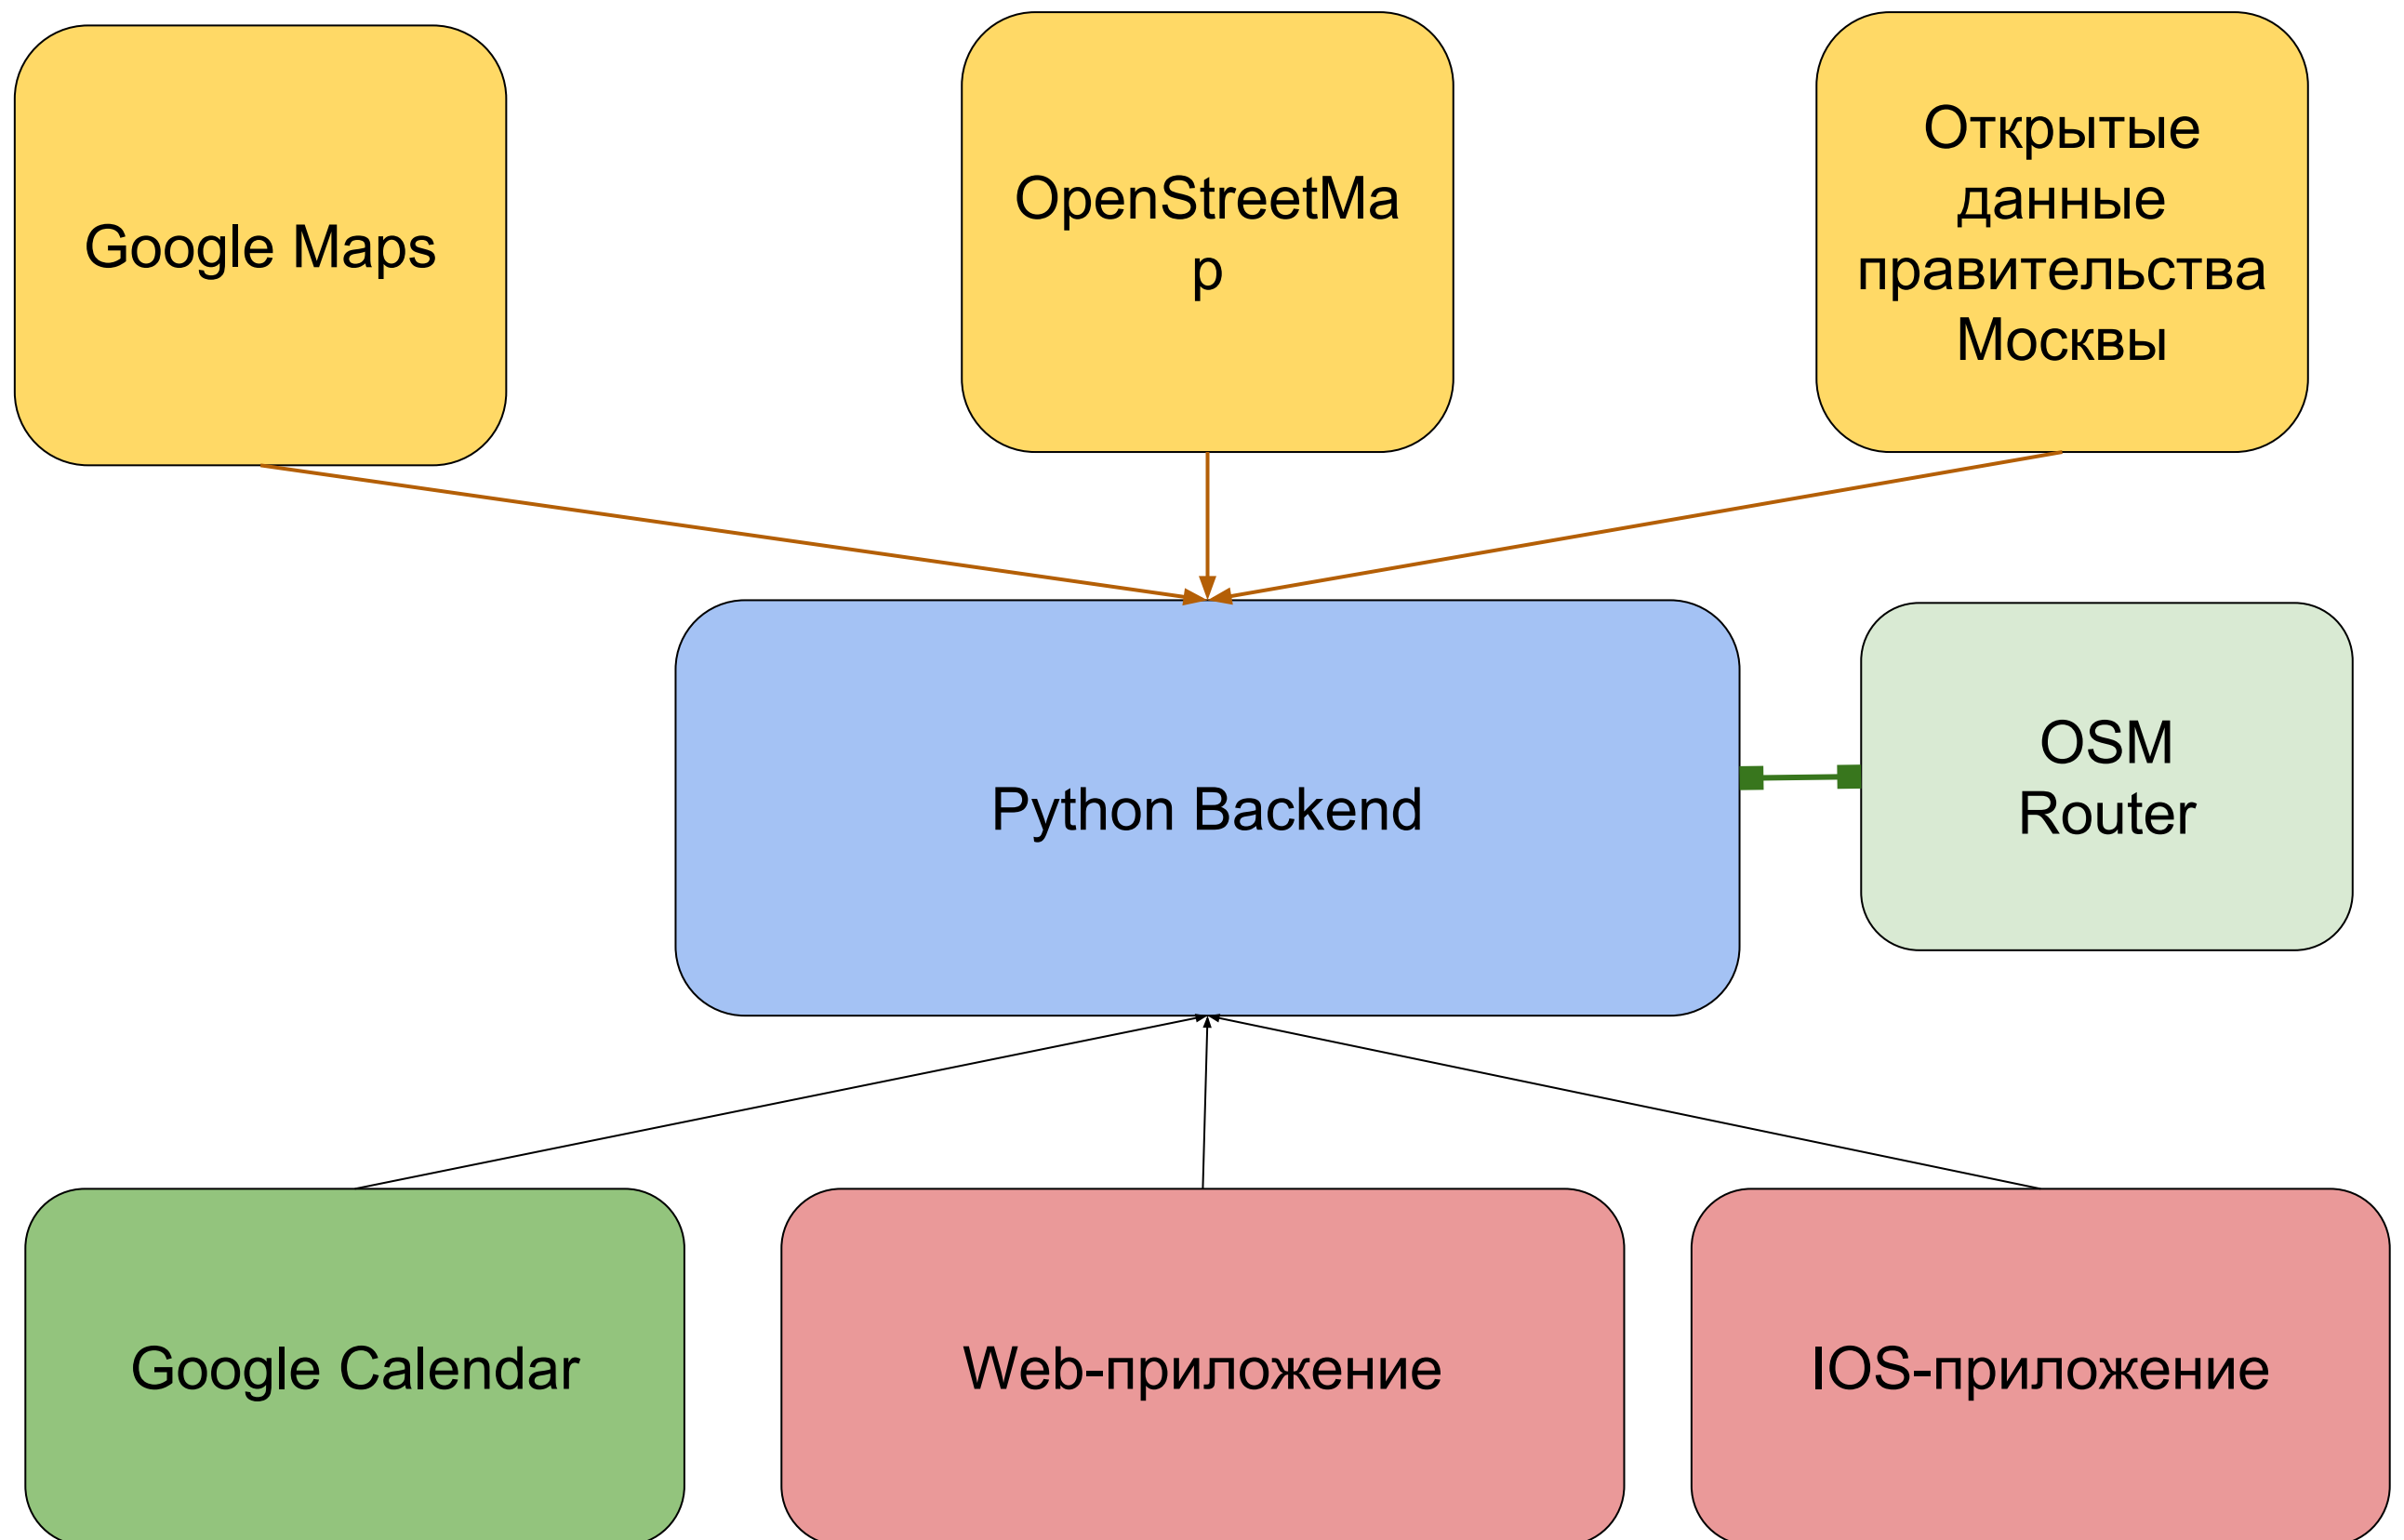 Google Maps
OpenStreetMa
p
Открытые
данные
правительства
Москвы
Python Backend
OSM
Router
Google Calendar
Web-приложение
IOS-приложение